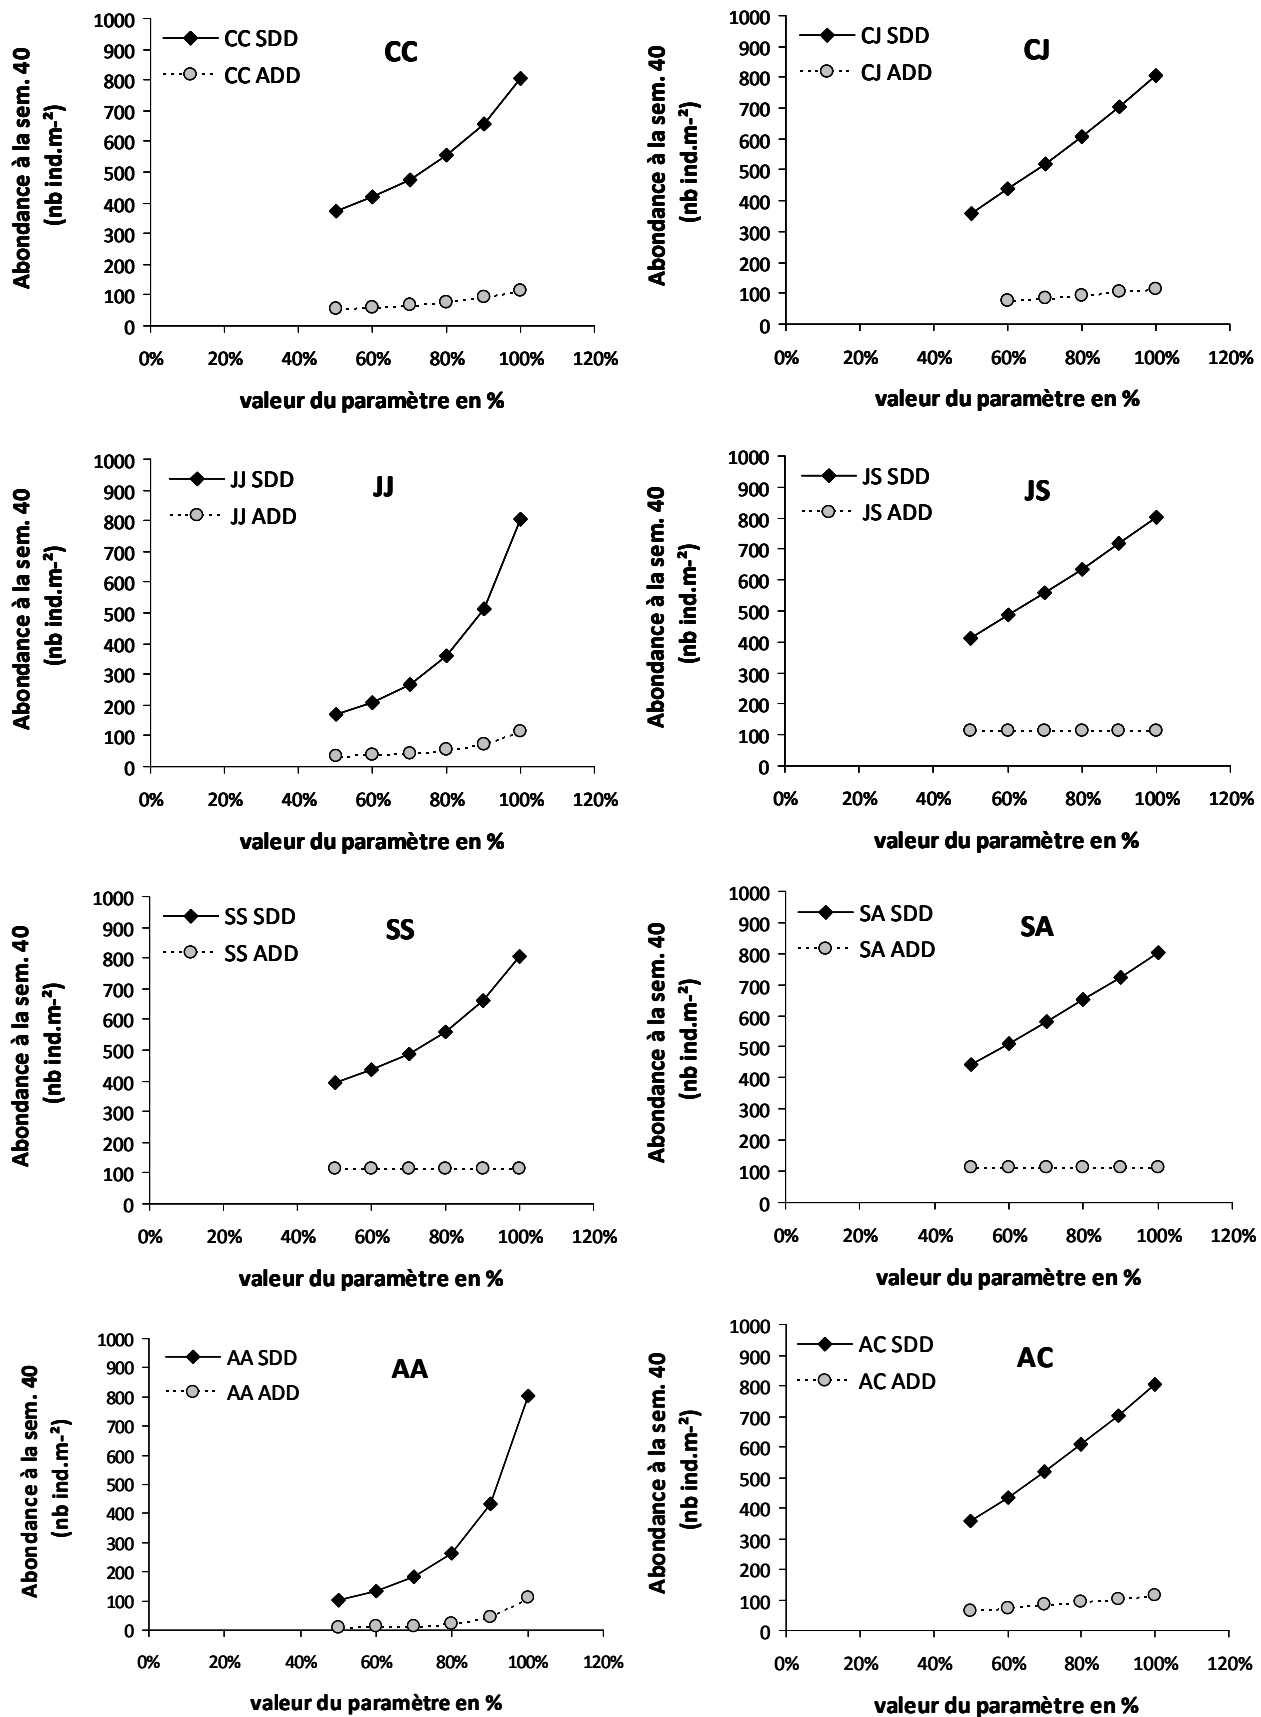 CC
CC SDD
CC ADD
Abondance à la sem. 40
(nb ind.m-²)
1000
900
800
700
600
500
400
300
200
100
0
0% 20% 40% 60% 80% 100% 120%
valeur du paramètre en %
CJ
CJ SDD
CJ ADD
Abondance à la sem. 40
(nb ind.m-²)
1000
900
800
700
600
500
400
300
200
100
0
0% 20% 40% 60% 80% 100% 120%
valeur du paramètre en %
JJ
JJ SDD
JJ ADD
Abondance à la sem. 40
(nb ind.m-²)
1000
900
800
700
600
500
400
300
200
100
0
0% 20% 40% 60% 80% 100% 120%
valeur du paramètre en %
JS
JS SDD
JS ADD
Abondance à la sem. 40
(nb ind.m-²)
1000
900
800
700
600
500
400
300
200
100
0
0% 20% 40% 60% 80% 100% 120%
valeur du paramètre en %
SS
SS SDD
SS ADD
Abondance à la sem. 40
(nb ind.m-²)
1000
900
800
700
600
500
400
300
200
100
0
0% 20% 40% 60% 80% 100% 120%
valeur du paramètre en %
SA
SA SDD
SA ADD
Abondance à la sem. 40
(nb ind.m-²)
1000
900
800
700
600
500
400
300
200
100
0
0% 20% 40% 60% 80% 100% 120%
valeur du paramètre en %
AA
AA SDD
AA ADD
Abondance à la sem. 40
(nb ind.m-²)
1000
900
800
700
600
500
400
300
200
100
0
0% 20% 40% 60% 80% 100% 120%
valeur du paramètre en %
AC
AC SDD
AC ADD
Abondance à la sem. 40
(nb ind.m-²)
1000
900
800
700
600
500
400
300
200
100
0
0% 20% 40% 60% 80% 100% 120%
valeur du paramètre en %